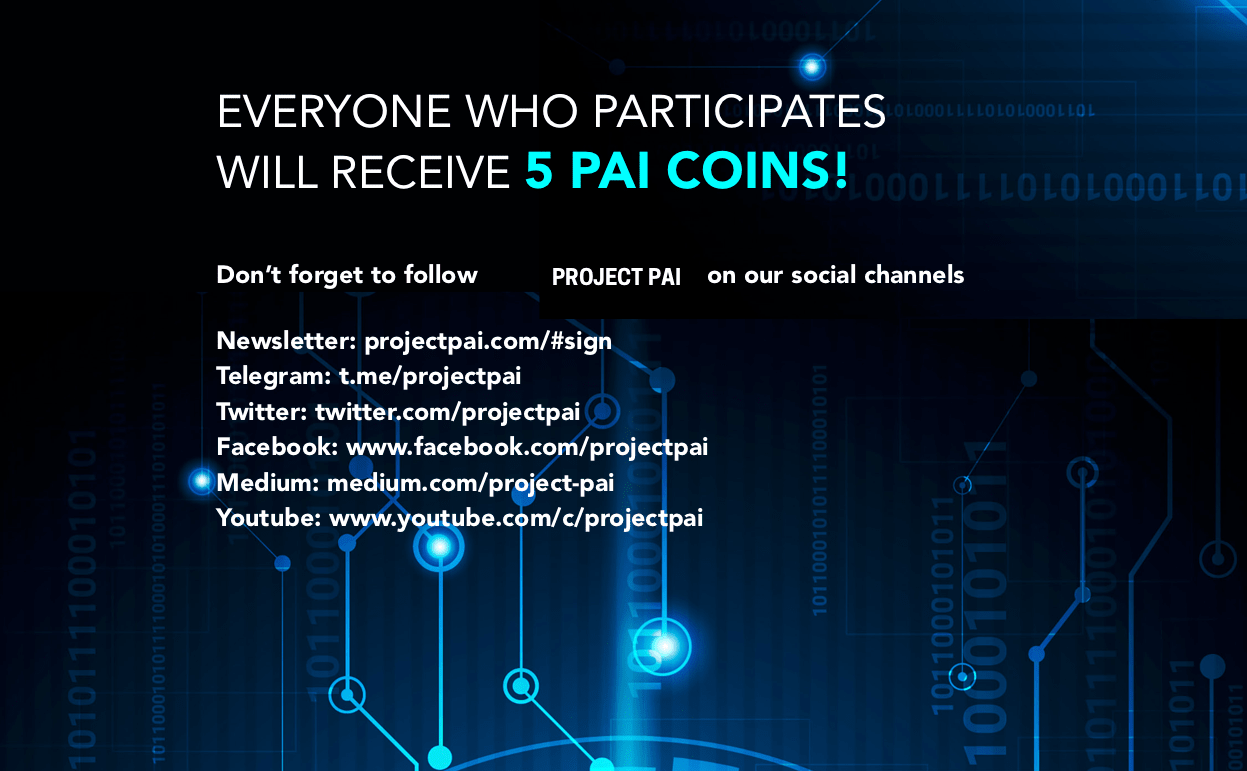 EVERYONE WHO PARTICIPATES
WILL RECEIVE 5 PAI COINS!
Don’t forget to follow PROJECT PAI on our social channels
Newsletter: projectpai.com/#sign
Telegram: t.me/projectpai
Twitter: twitter.com/projectpai
Facebook: www.facebook.com/projectpai
Medium: medium.com/project-pai
Youtube: www.youtube.com/c/projectpai